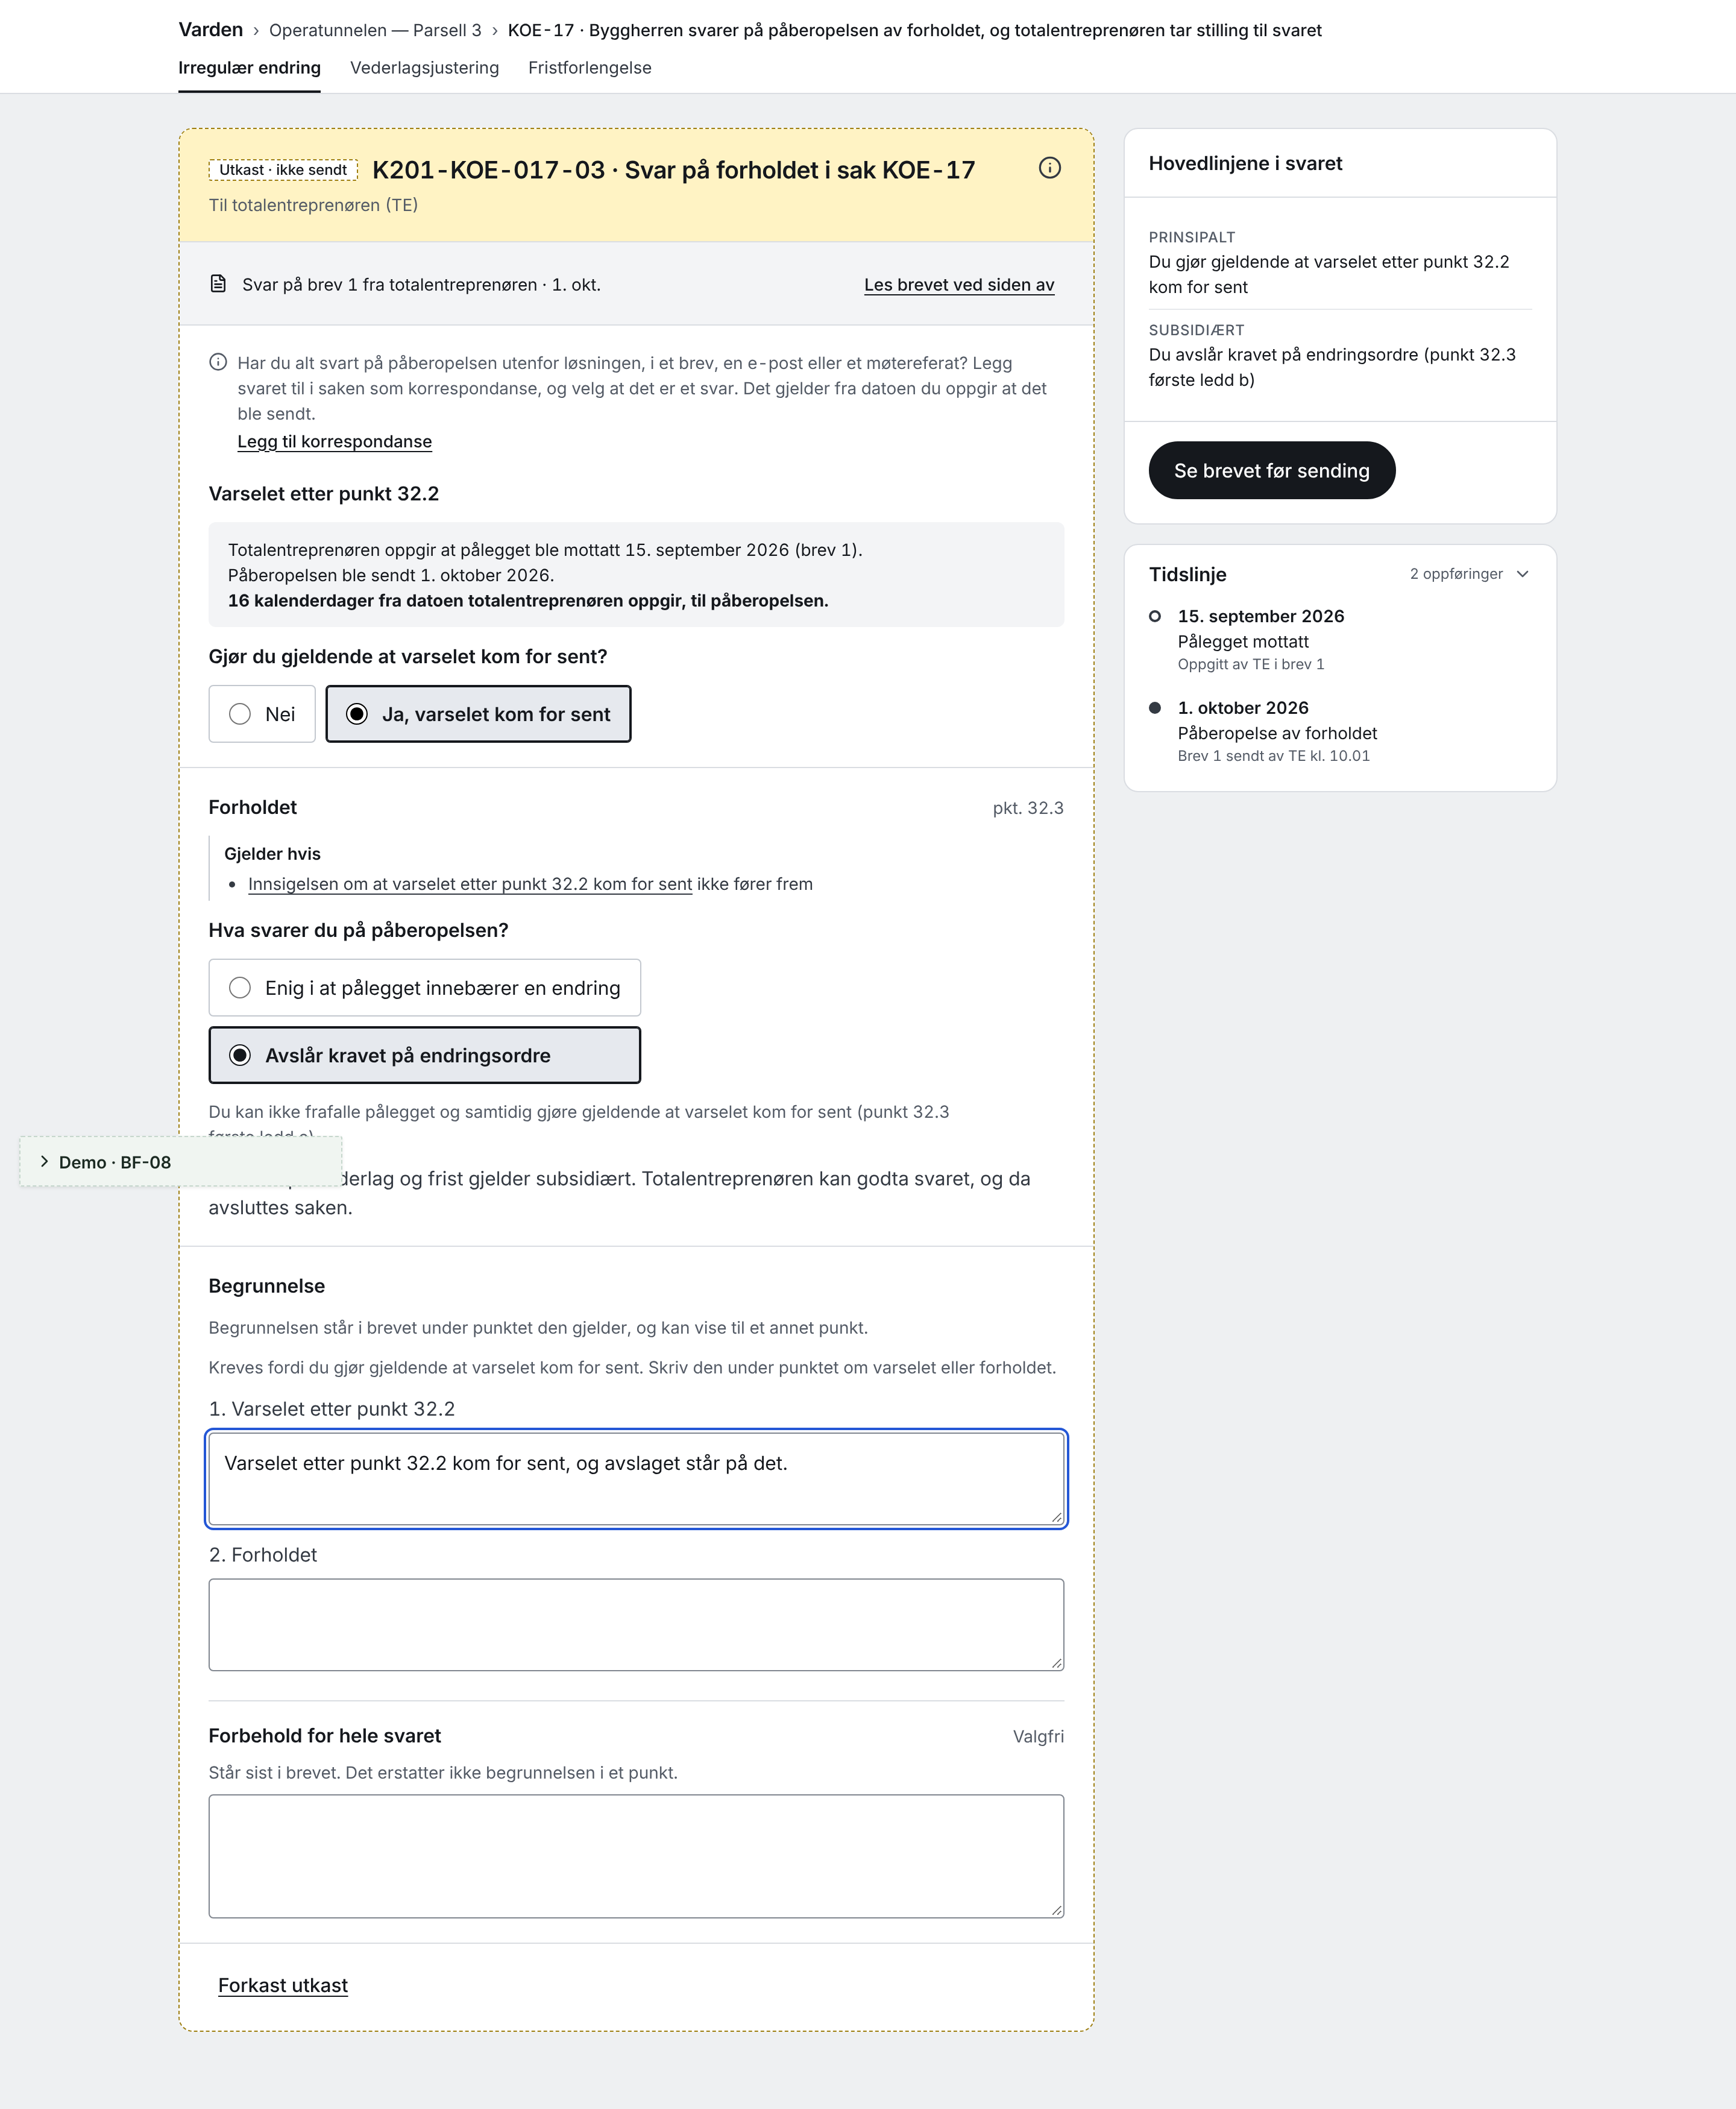 Varden › Operatunnelen — Parsell 3 › KOE-17 · Byggherren svarer på påberopelsen av forholdet, og totalentreprenøren tar stilling til svaret
Irregulær endring Vederlagsjustering Fristforlengelse
Utkast · ikke sendt K201-KOE-017-03 · Svar på forholdet i sak KOE-17
Til totalentreprenøren (TE)
Svar på brev 1 fra totalentreprenøren · 1. okt. Les brevet ved siden av
Har du alt svart på påberopelsen utenfor løsningen, i et brev, en e-post eller et møtereferat? Legg
svaret til i saken som korrespondanse, og velg at det er et svar. Det gjelder fra datoen du oppgir at det
ble sendt.
Legg til korrespondanse
Varselet etter punkt 32.2
Totalentreprenøren oppgir at pålegget ble mottatt 15. september 2026 (brev 1).
Påberopelsen ble sendt 1. oktober 2026.
16 kalenderdager fra datoen totalentreprenøren oppgir, til påberopelsen.
Gjør du gjeldende at varselet kom for sent?
Nei
Ja, varselet kom for sent
Forholdet pkt. 32.3
Gjelder hvis
• Innsigelsen om at varselet etter punkt 32.2 kom for sent ikke fører frem
Hva svarer du på påberopelsen?
Enig i at pålegget innebærer en endring
Avslår kravet på endringsordre
Du kan ikke frafalle pålegget og samtidig gjøre gjeldende at varselet kom for sent (punkt 32.3
Demo · BF-08
og frist gjelder subsidiært. Totalentreprenøren kan godta svaret, og da
avsluttes saken.
Begrunnelse
Begrunnelsen står i brevet under punktet den gjelder, og kan vise til et annet punkt.
Kreves fordi du gjør gjeldende at varselet kom for sent. Skriv den under punktet om varselet eller forholdet.
1. Varselet etter punkt 32.2
Varselet etter punkt 32.2 kom for sent, og avslaget står på det.
2. Forholdet
Forbehold for hele svaret Valgfri
Står sist i brevet. Det erstatter ikke begrunnelsen i et punkt.
Forkast utkast
Hovedlinjene i svaret
PRINSIPALT
Du gjør gjeldende at varselet etter punkt 32.2
kom for sent
SUBSIDIÆRT
Du avslår kravet på endringsordre (punkt 32.3
første ledd b)
Se brevet før sending
Tidslinje 2 oppføringer
15. september 2026
Pålegget mottatt
Oppgitt av TE i brev 1
1. oktober 2026
Påberopelse av forholdet
Brev 1 sendt av TE kl. 10.01